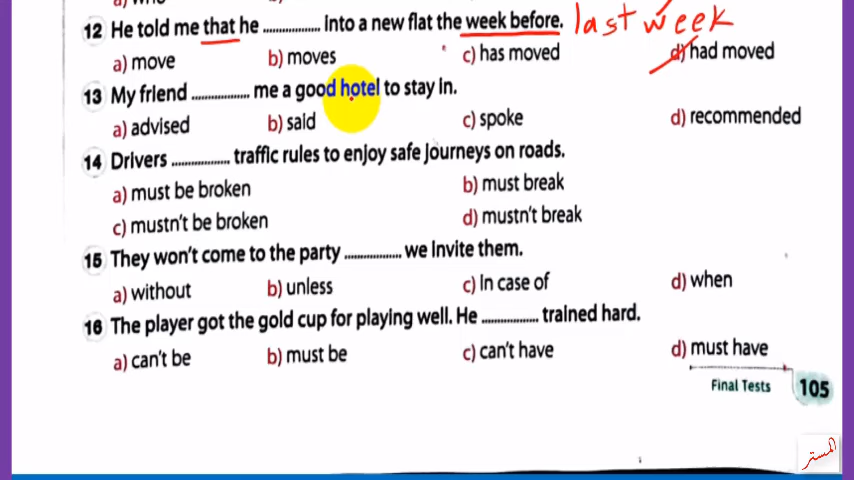 12 He told me that he .................. into a new flat the week before. last week
a) move b) moves c) has moved d) had moved
13 My friend .................. me a good hotel to stay in.
a) advised b) said c) spoke d) recommended
14 Drivers .................. traffic rules to enjoy safe journeys on roads.
a) must be broken b) must break
c) mustn't be broken d) mustn't break
15 They won't come to the party .................. we invite them.
a) without b) unless c) in case of d) when
16 The player got the gold cup for playing well. He .................. trained hard.
a) can't be b) must be c) can't have d) must have
Final Tests 105
المستر